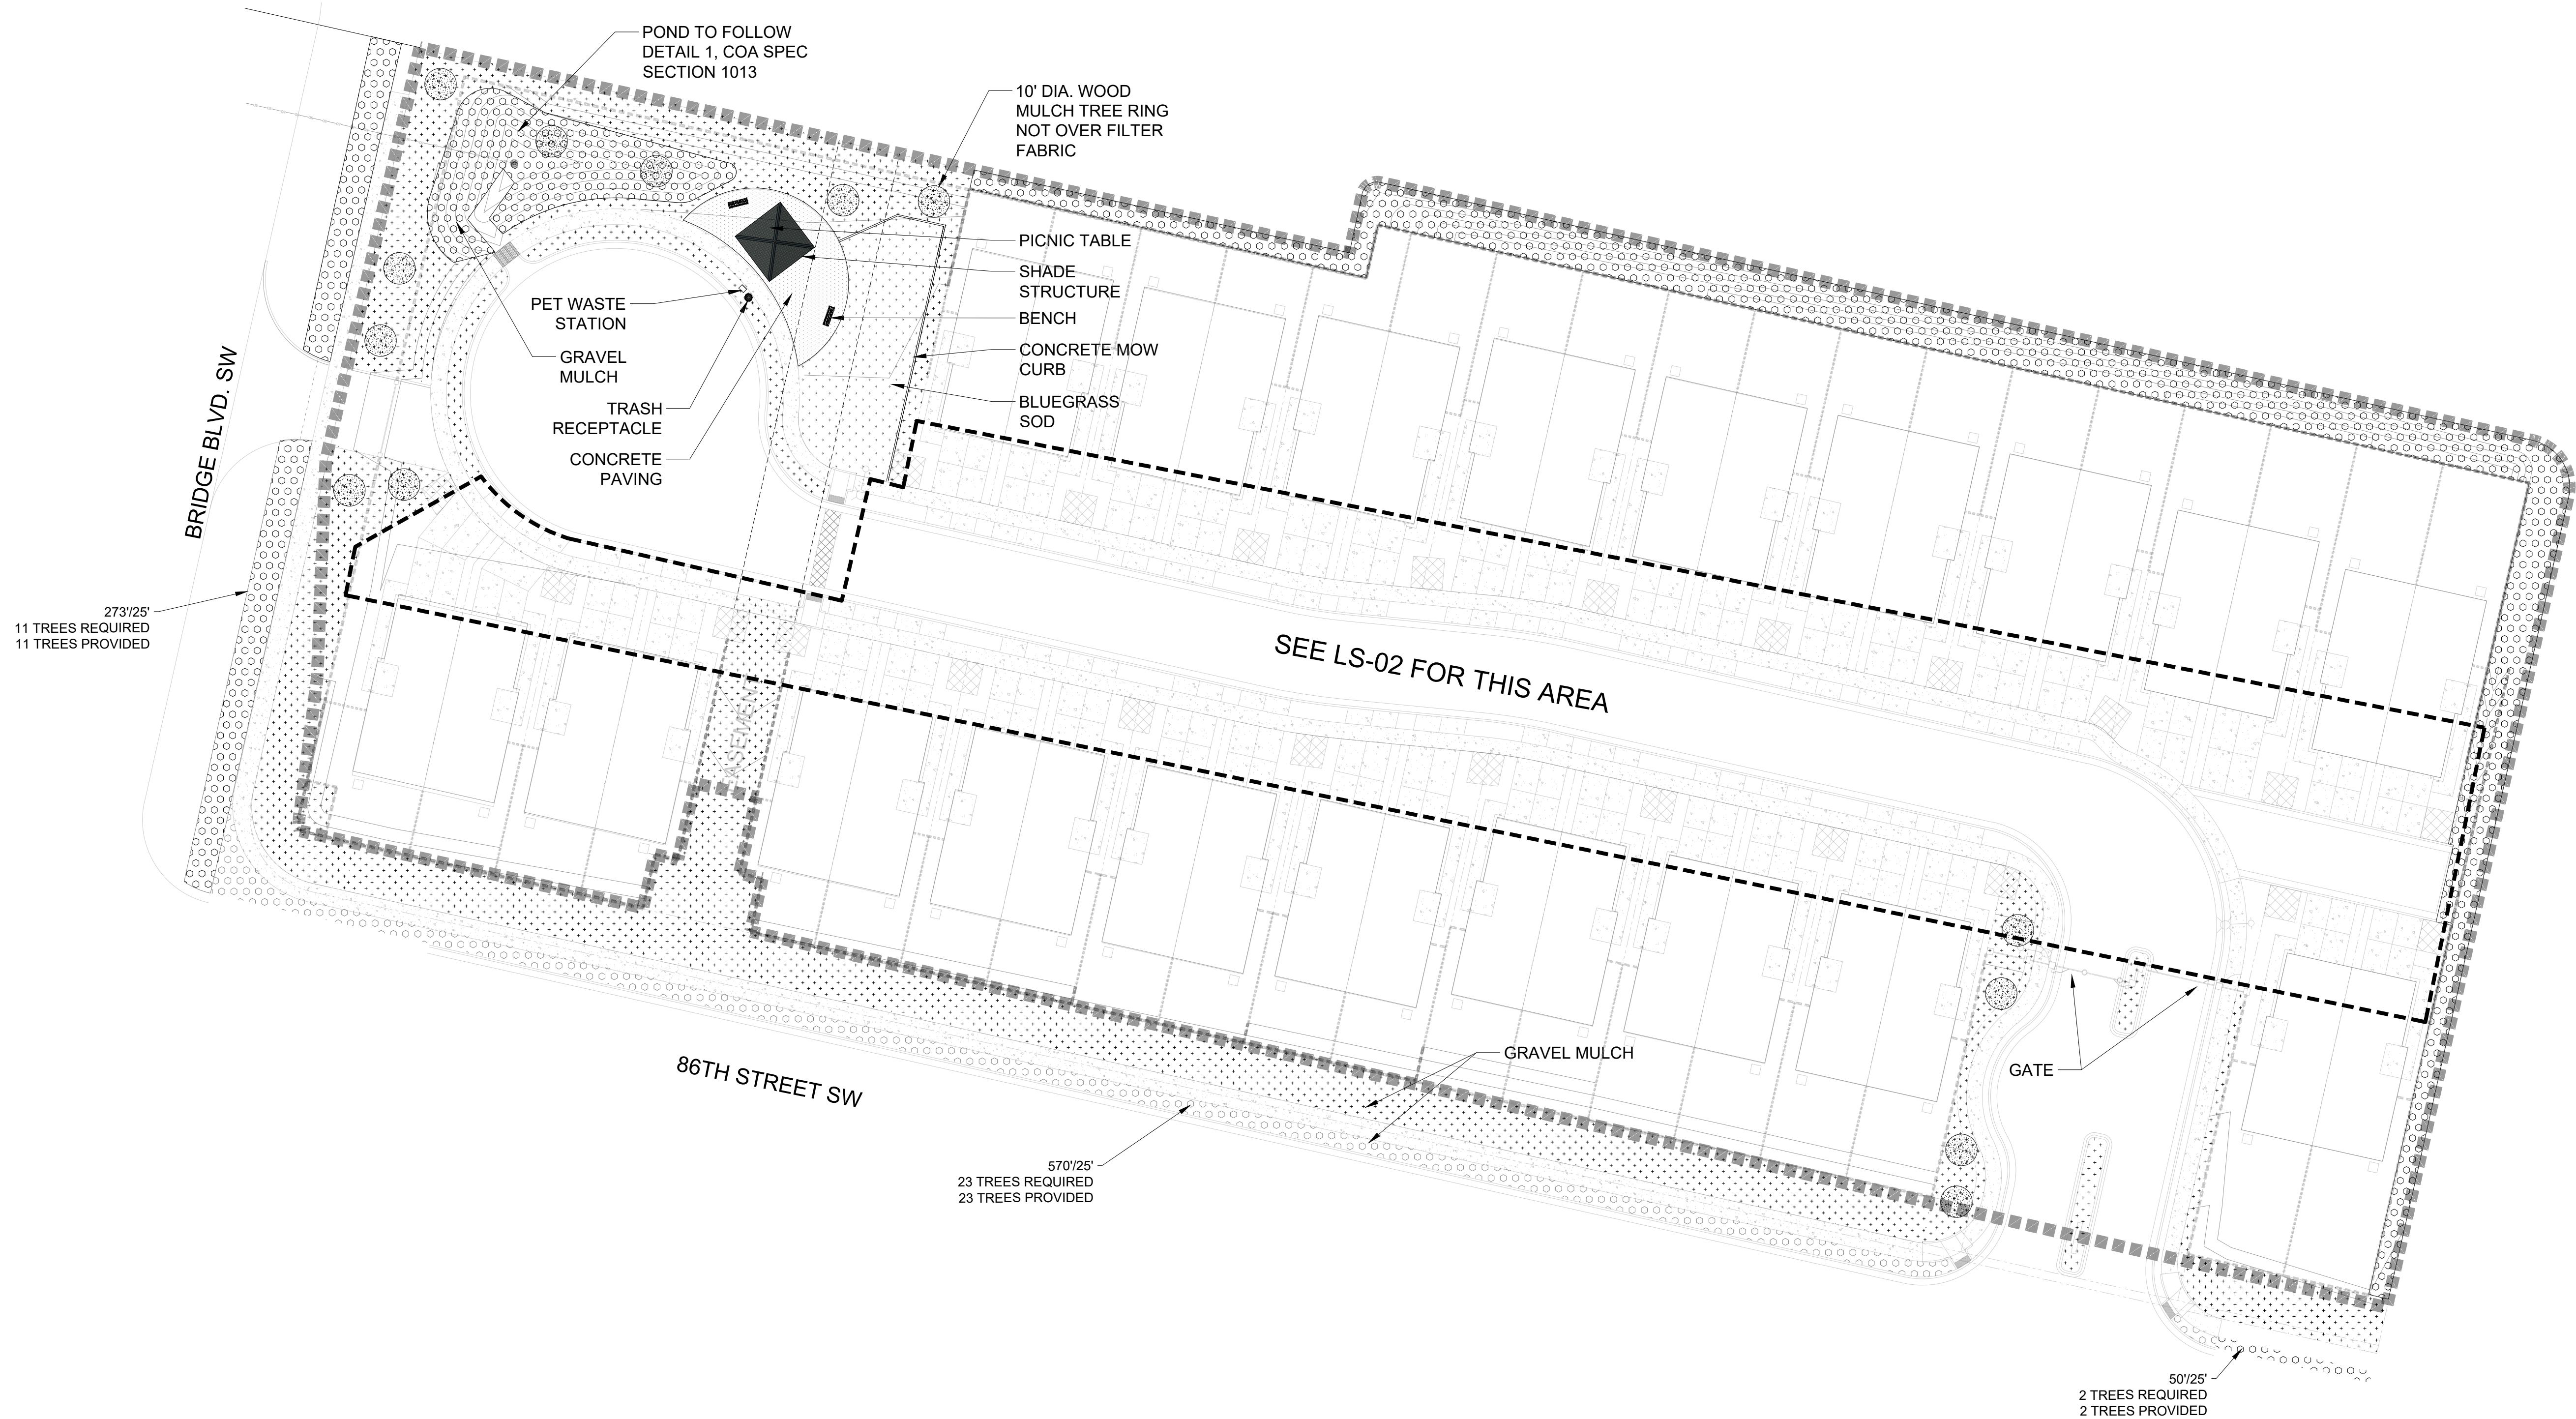 POND TO FOLLOW
DETAIL 1, COA SPEC
SECTION 1013
10' DIA. WOOD
MULCH TREE RING
NOT OVER FILTER
FABRIC
PICNIC TABLE
SHADE
STRUCTURE
BENCH
CONCRETE MOW
CURB
BLUEGRASS
SOD
PET WASTE
STATION
GRAVEL
MULCH
TRASH
RECEPTACLE
CONCRETE
PAVING
BRIDGE BLVD. SW
273'/25'
11 TREES REQUIRED
11 TREES PROVIDED
SEE LS-02 FOR THIS AREA
EASEMENT
86TH STREET SW
GRAVEL MULCH
GATE
570'/25'
23 TREES REQUIRED
23 TREES PROVIDED
50'/25'
2 TREES REQUIRED
2 TREES PROVIDED